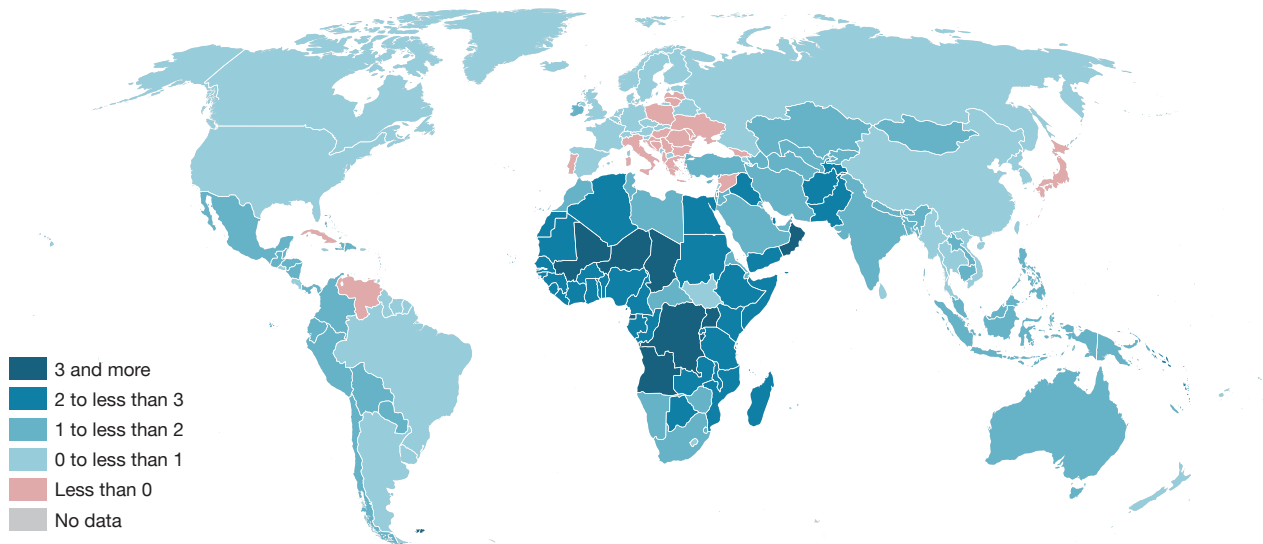 3 and more
2 to less than 3
1 to less than 2
0 to less than 1
Less than 0
No data